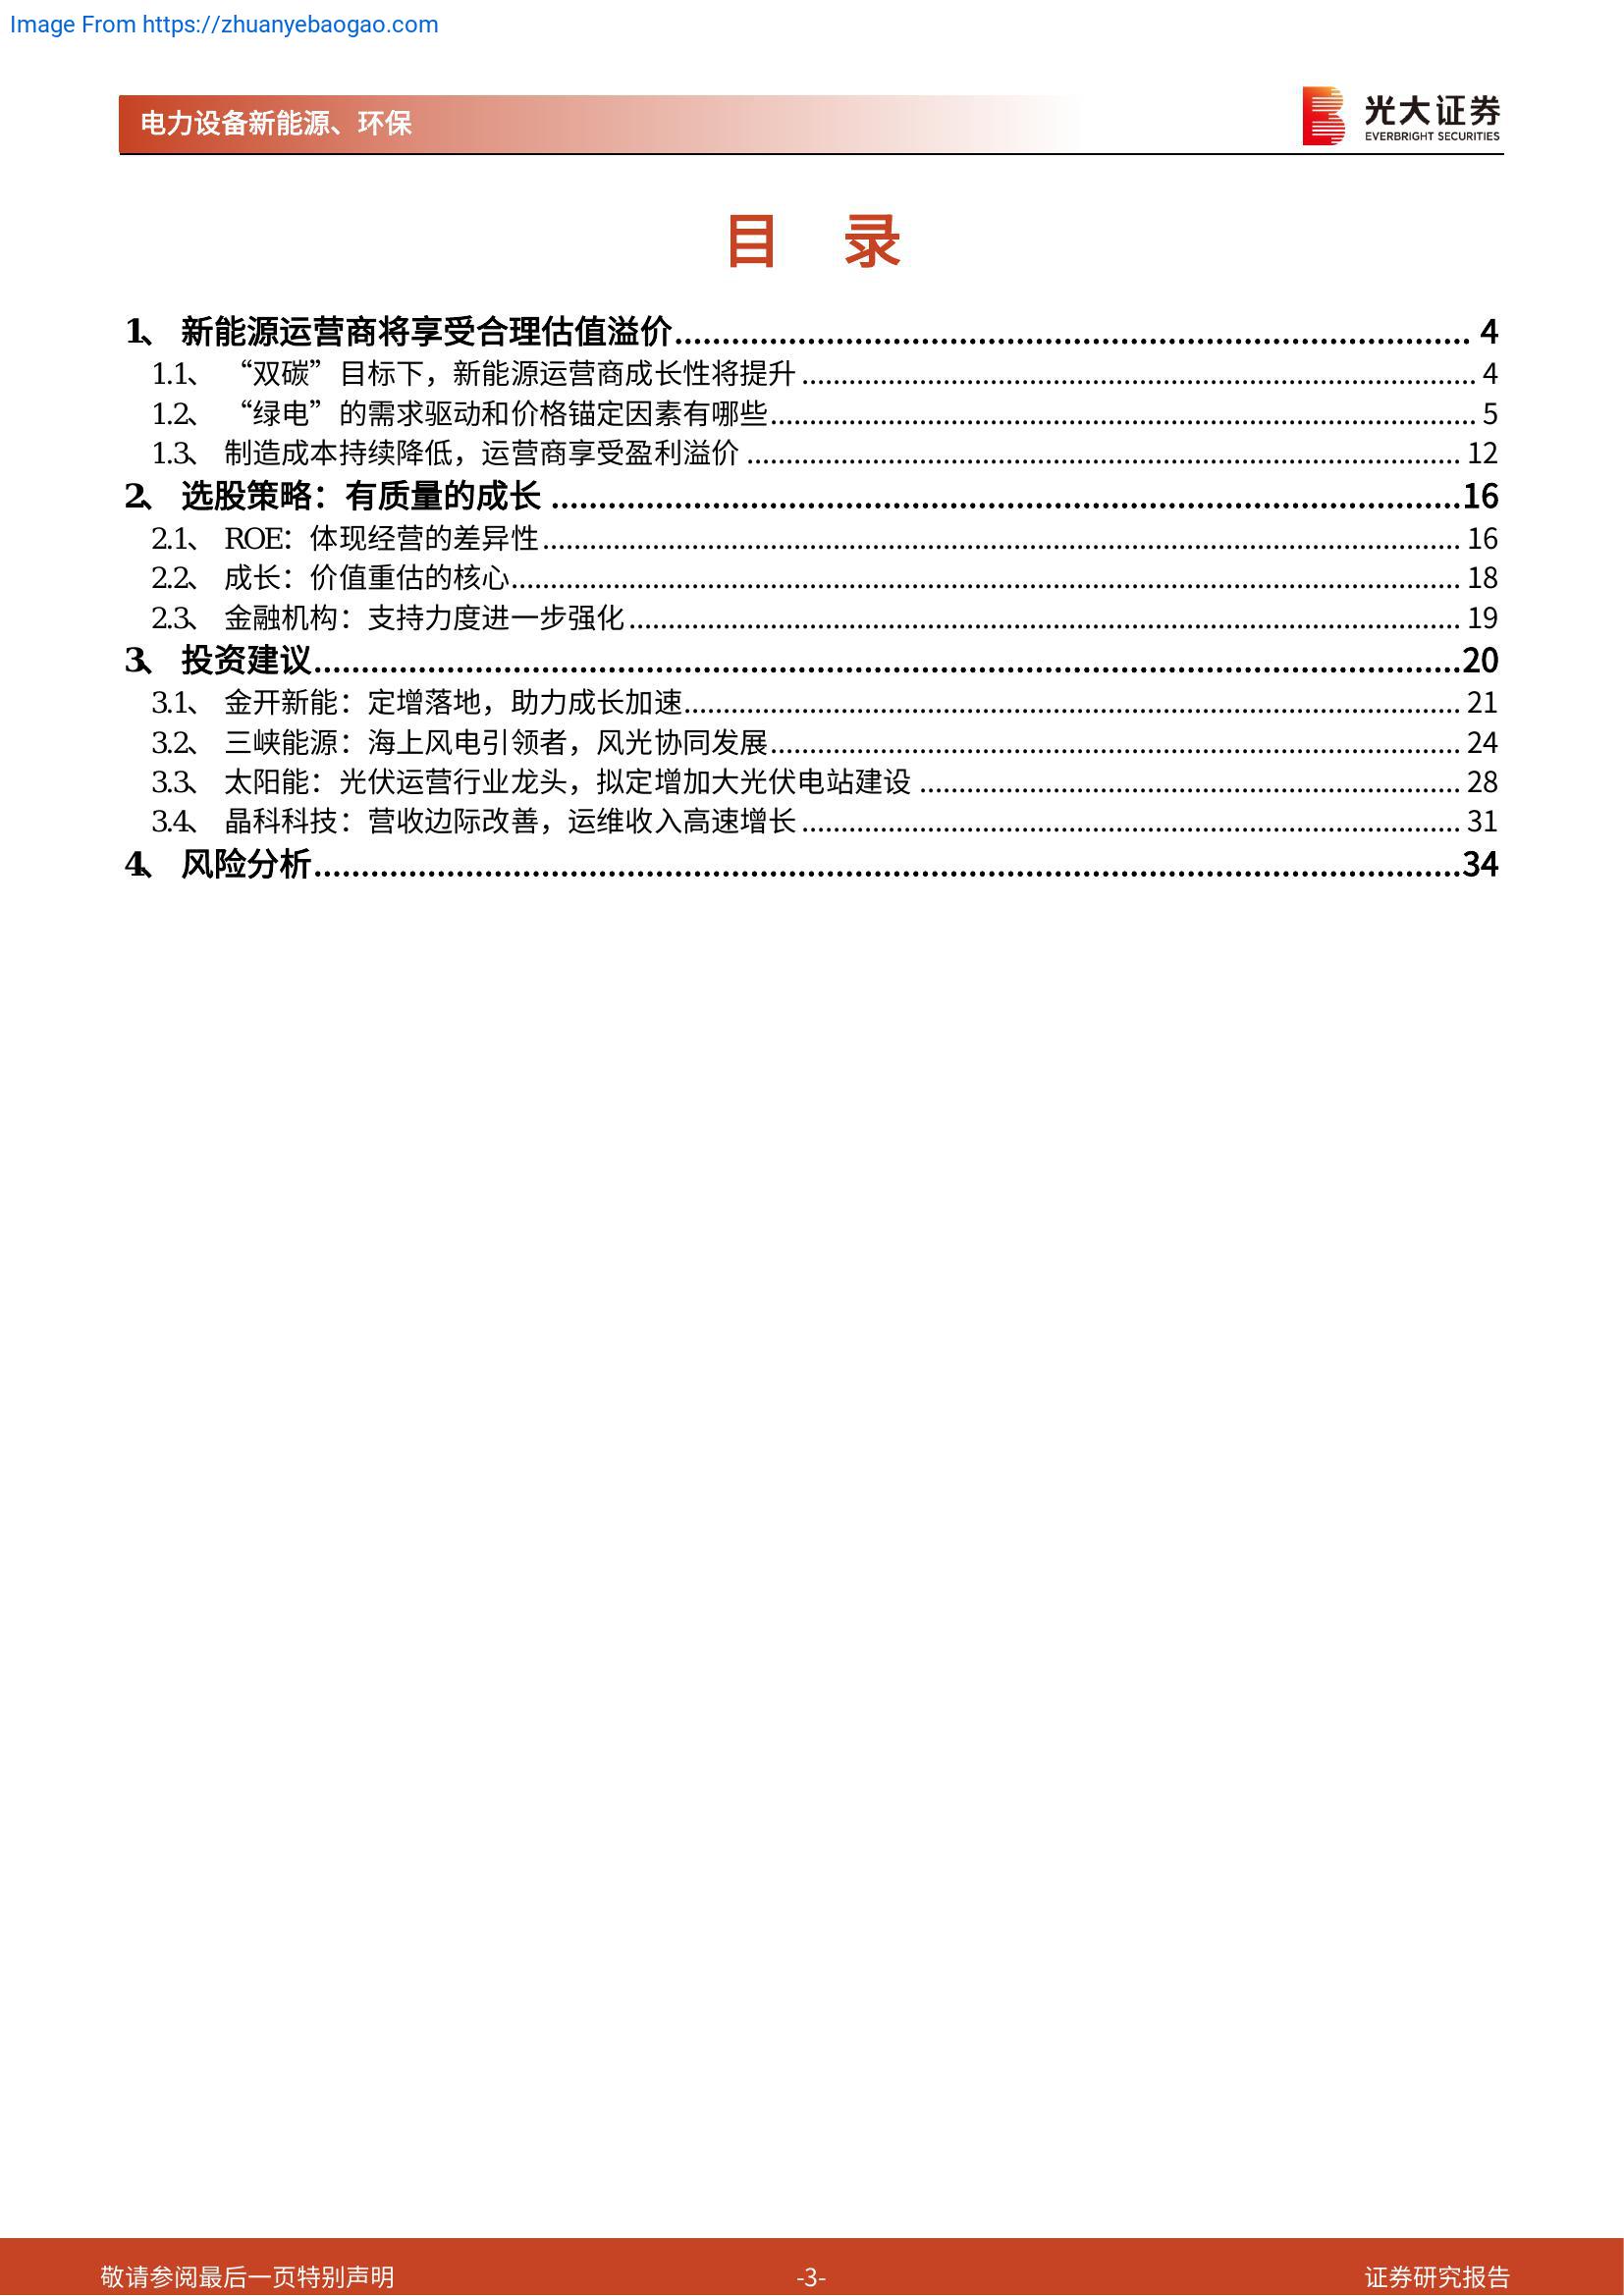 Image From https://zhuanyebaogao.com
电力设备新能源、环保
光大证券
EVERBRIGHT SECURITIES
目 录
1、 新能源运营商将享受合理估值溢价 4
1.1、 “双碳”目标下，新能源运营商成长性将提升 4
1.2、 “绿电”的需求驱动和价格锚定因素有哪些 5
1.3、 制造成本持续降低，运营商享受盈利溢价 12
2、 选股策略：有质量的成长 16
2.1、 ROE：体现经营的差异性 16
2.2、 成长：价值重估的核心 18
2.3、 金融机构：支持力度进一步强化 19
3、 投资建议 20
3.1、 金开新能：定增落地，助力成长加速 21
3.2、 三峡能源：海上风电引领者，风光协同发展 24
3.3、 太阳能：光伏运营行业龙头，拟定增加大光伏电站建设 28
3.4、 晶科科技：营收边际改善，运维收入高速增长 31
4、 风险分析 34
敬请参阅最后一页特别声明 -3- 证券研究报告